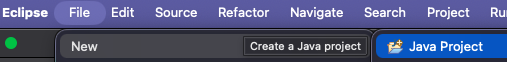 Eclipse File Edit Source Refactor Navigate Search Project
New Create a Java project Java Project